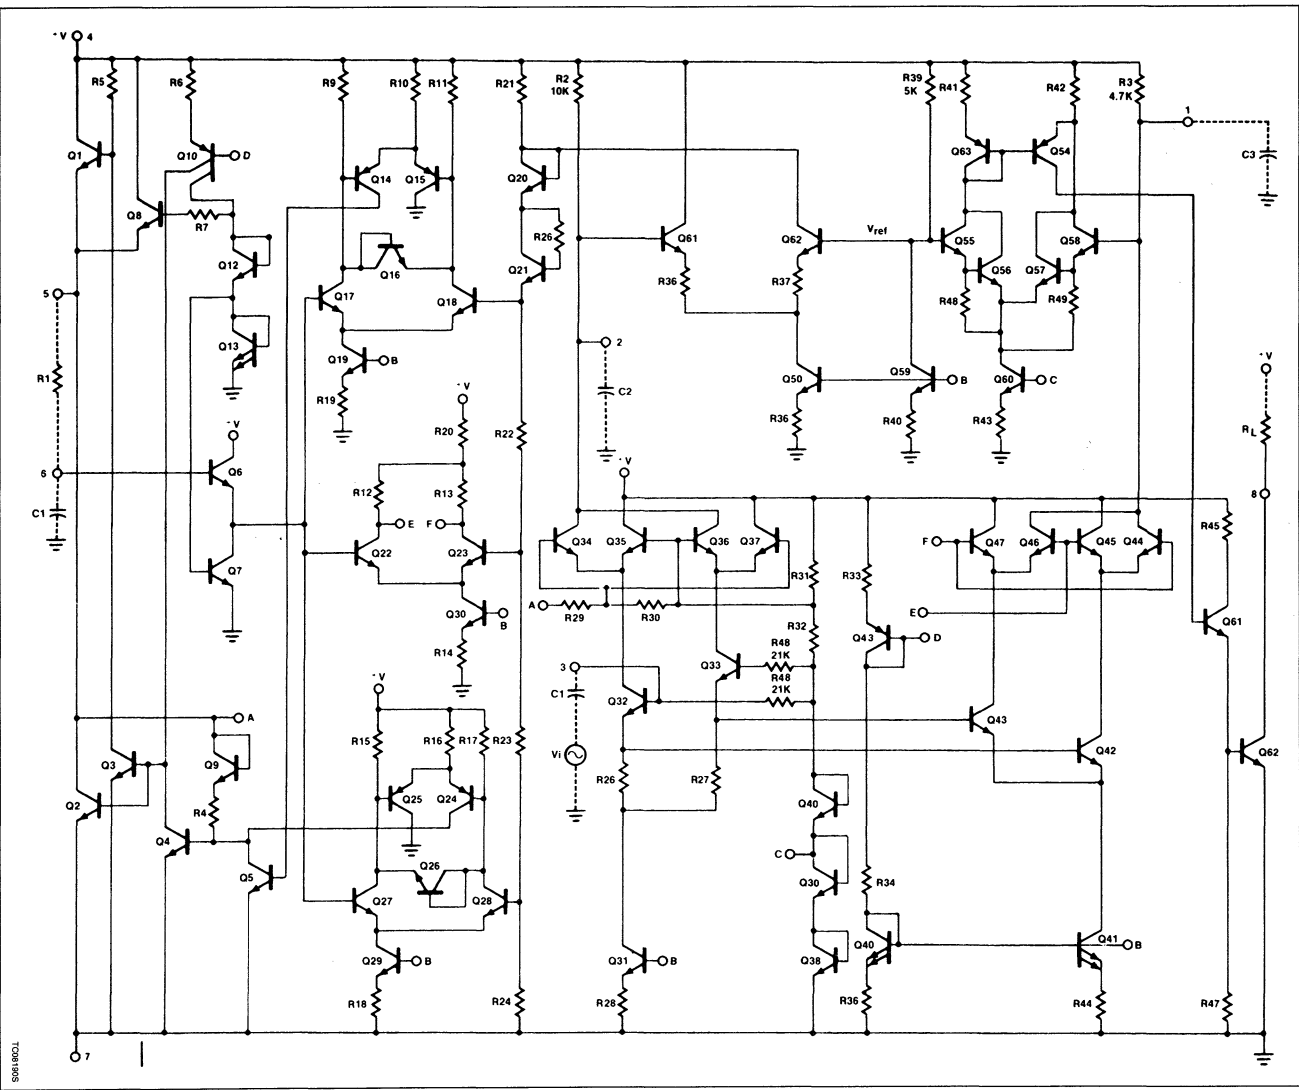 -V 4
R5
R6
R9
R10
R11
R21
R2
10K
R39
5K
R41
R42
R3
4.7K
1
C3
Q1
Q10
D
Q14
Q15
Q20
Q63
Q54
Q8
R7
R26
Q61
Q62
Vref
Q55
Q56
Q57
Q58
Q12
Q16
Q21
R36
R37
R48
R49
5
Q17
Q18
Q13
Q19
B
2
C2
Q50
Q59
B
Q60
C
-V
R1
R19
-V
R20
R22
R36
R40
R43
RL
-V
6
Q6
-V
8
C1
R12
R13
E
F
Q34
Q35
Q36
Q37
F
Q47
Q46
Q45
Q44
R45
Q22
Q23
Q7
R31
R33
A
R29
R30
E
Q30
B
R32
Q43
D
Q61
R14
3
Q33
R48
21K
R48
21K
-V
C1
Q32
Q43
A
R15
R16
R17
R23
Vi
Q42
Q62
Q3
Q9
R26
R27
Q2
R4
Q25
Q24
Q40
Q4
C
Q5
Q26
Q30
R34
Q27
Q28
Q40
Q41
B
Q29
B
Q31
B
Q38
R18
R24
R28
R36
R44
R47
7
TC08190S